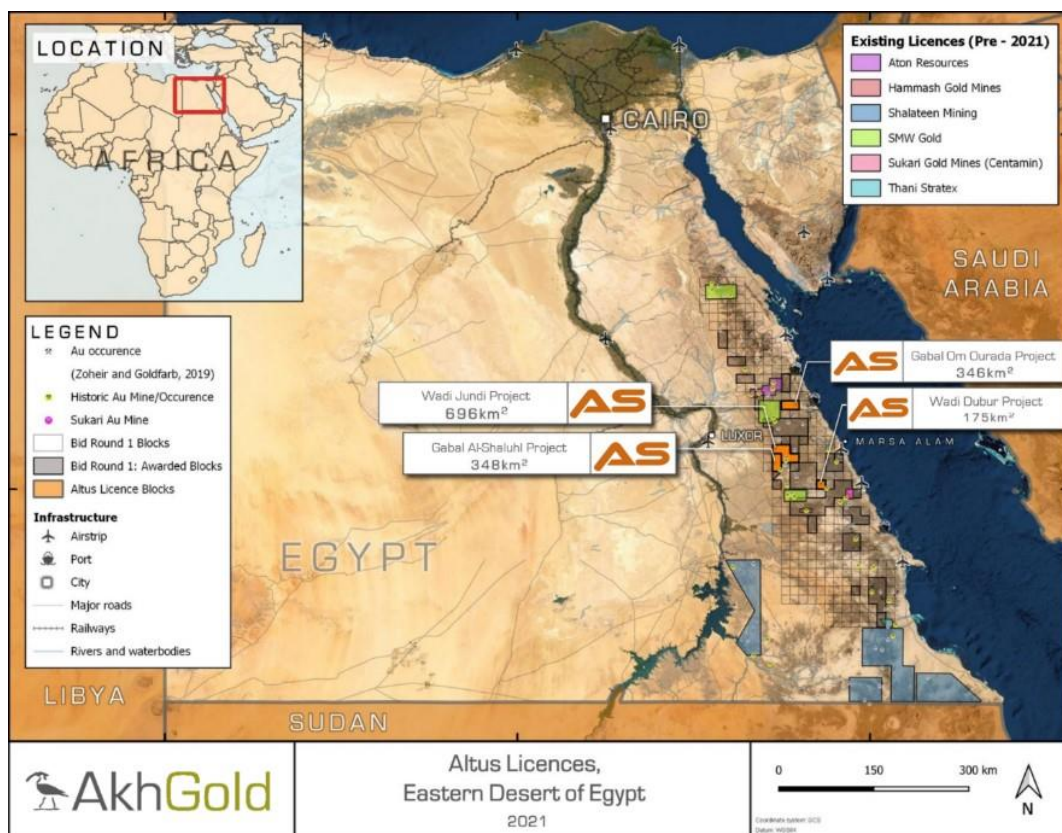 LOCATION
AFRICA
CAIRO
Existing Licences (Pre - 2021)
Aton Resources
Hammash Gold Mines
Shalateen Mining
SMW Gold
Sukari Gold Mines (Centamin)
Thani Stratex
SAUDI
ARABIA
LEGEND
Au occurence
(Zoheir and Goldfarb, 2019)
Historic Au Mine/Occurence
Sukari Au Mine
Bid Round 1 Blocks
Bid Round 1: Awarded Blocks
Altus Licence Blocks
Infrastructure
Airstrip
Port
City
Major roads
Railways
Rivers and waterbodies
Gabal Om Ourada Project
346km²
AS
Wadi Jundi Project
696km²
AS
Wadi Dubur Project
175km²
AS
Gabal Al-Shaluhl Project
348km²
AS
LUXOR
MARSA ALAM
EGYPT
LIBYA
SUDAN
AkhGold
Altus Licences,
Eastern Desert of Egypt
2021
0 150 300 km
N
Coordinate system: GCS
Datum: WGS84